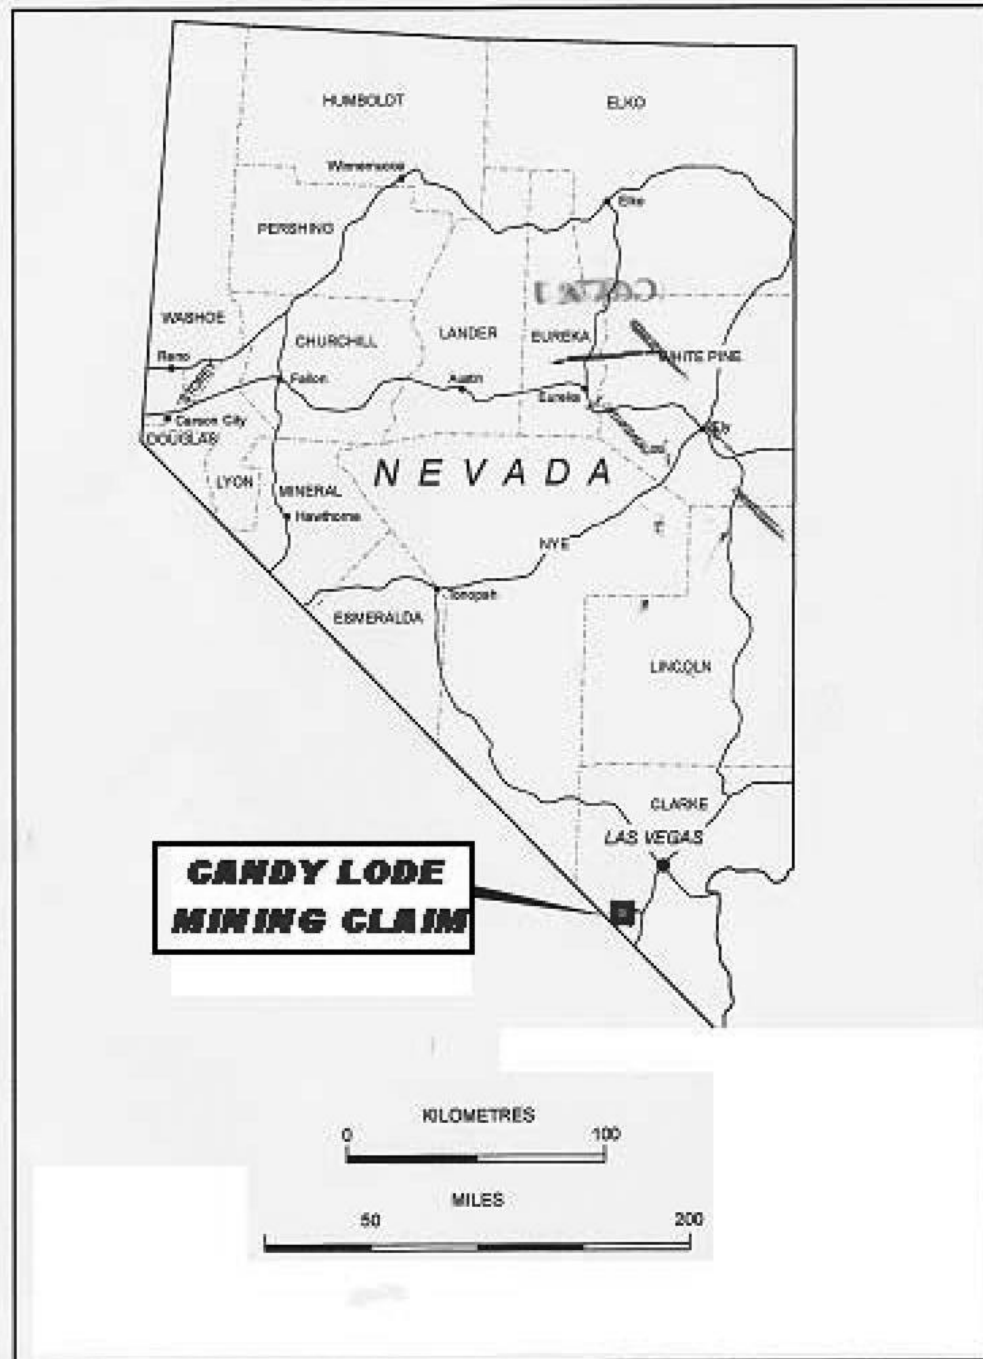 HUMBOLDT
ELKO
Winnemucca
Elko
PERSHING
WASHOE
CHURCHILL
LANDER
EUREKA
WHITE PINE
Reno
STOREY
Fallon
Austin
Eureka
Carson City
Ely
DOUGLAS
LYON
MINERAL
NEVADA
Hawthorne
NYE
Tonopah
ESMERALDA
LINCOLN
CLARKE
LAS VEGAS
CANDY LODE
MINING CLAIM
KILOMETRES
0 100
MILES
50 200